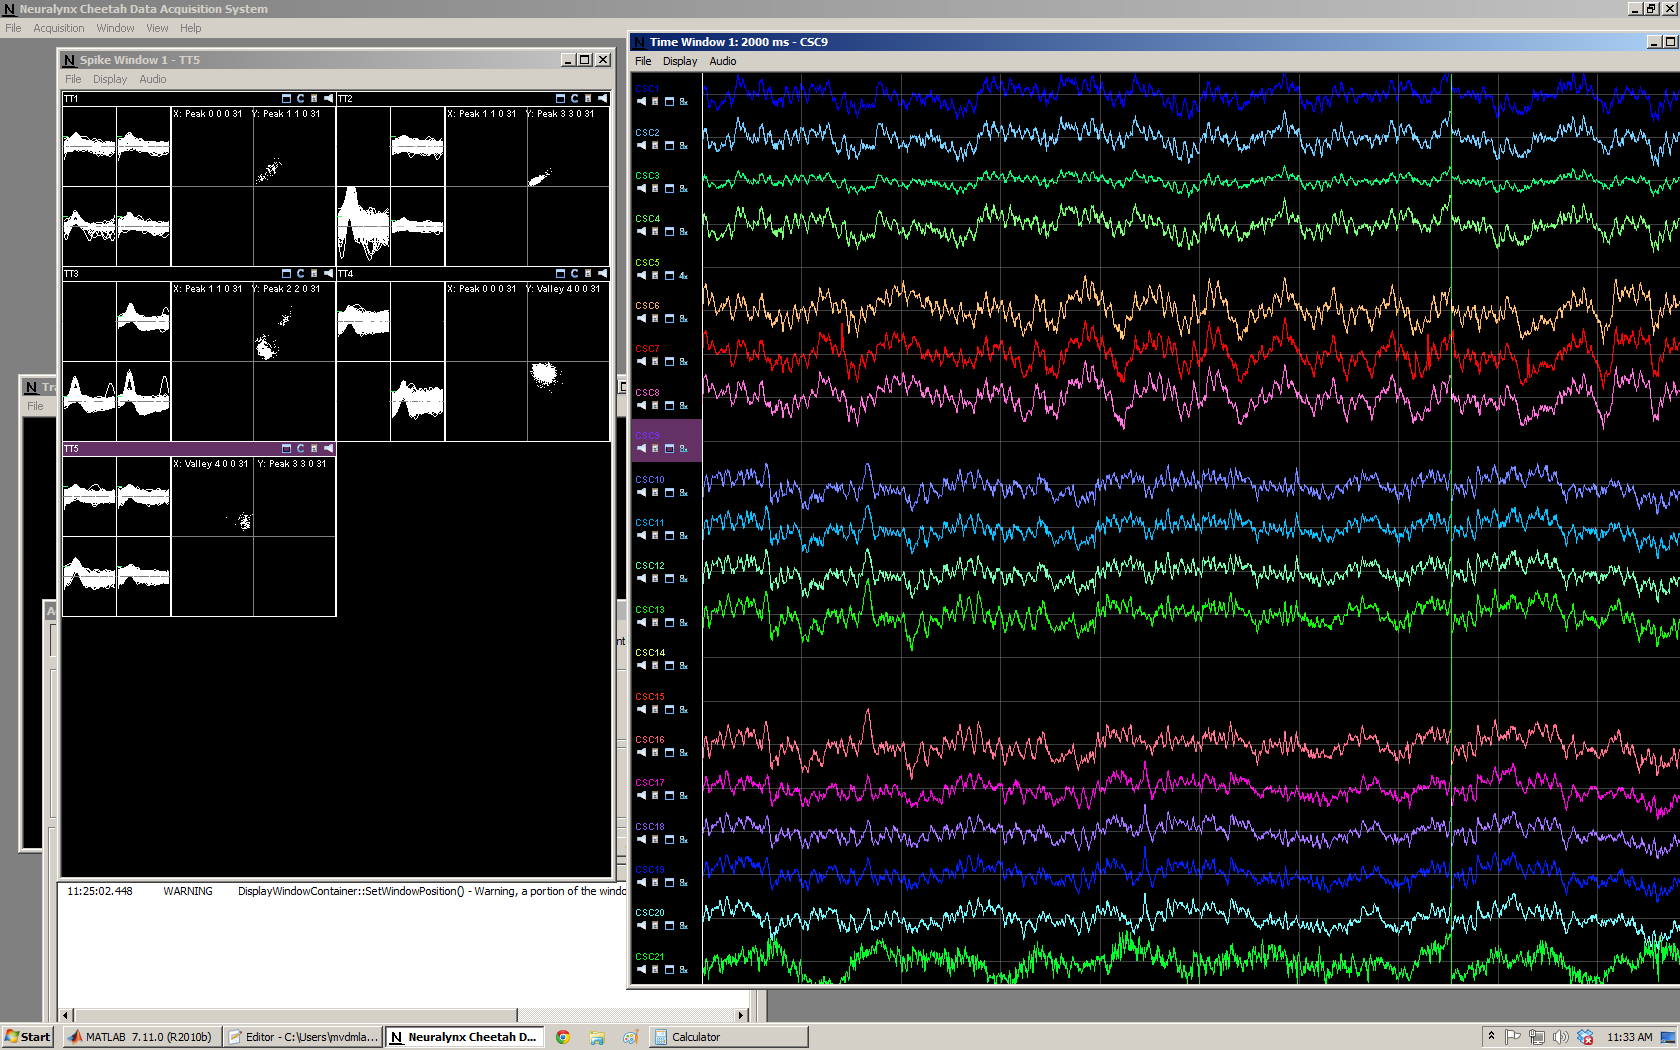 Neuralynx Cheetah Data Acquisition System
File Acquisition Window View Help
Spike Window 1 - TT5
File Display Audio
TT1
X: Peak 0 0 0 31 Y: Peak 1 1 0 31
TT2
X: Peak 1 1 0 31 Y: Peak 3 3 0 31
TT3
X: Peak 1 1 0 31 Y: Peak 2 2 0 31
TT4
X: Peak 0 0 0 31 Y: Valley 4 0 0 31
TT5
X: Valley 4 0 0 31 Y: Peak 3 3 0 31
Tra
File
A
nt
11:25:02.448 WARNING DisplayWindowContainer::SetWindowPosition() - Warning, a portion of the windo
Time Window 1: 2000 ms - CSC9
File Display Audio
CSC1
CSC2
CSC3
CSC4
CSC5
CSC6
CSC7
CSC8
CSC9
CSC10
CSC11
CSC12
CSC13
CSC14
CSC15
CSC16
CSC17
CSC18
CSC19
CSC20
CSC21
Start MATLAB 7.11.0 (R2010b) Editor - C:\Users\mvdmla... Neuralynx Cheetah D... Calculator 11:33 AM